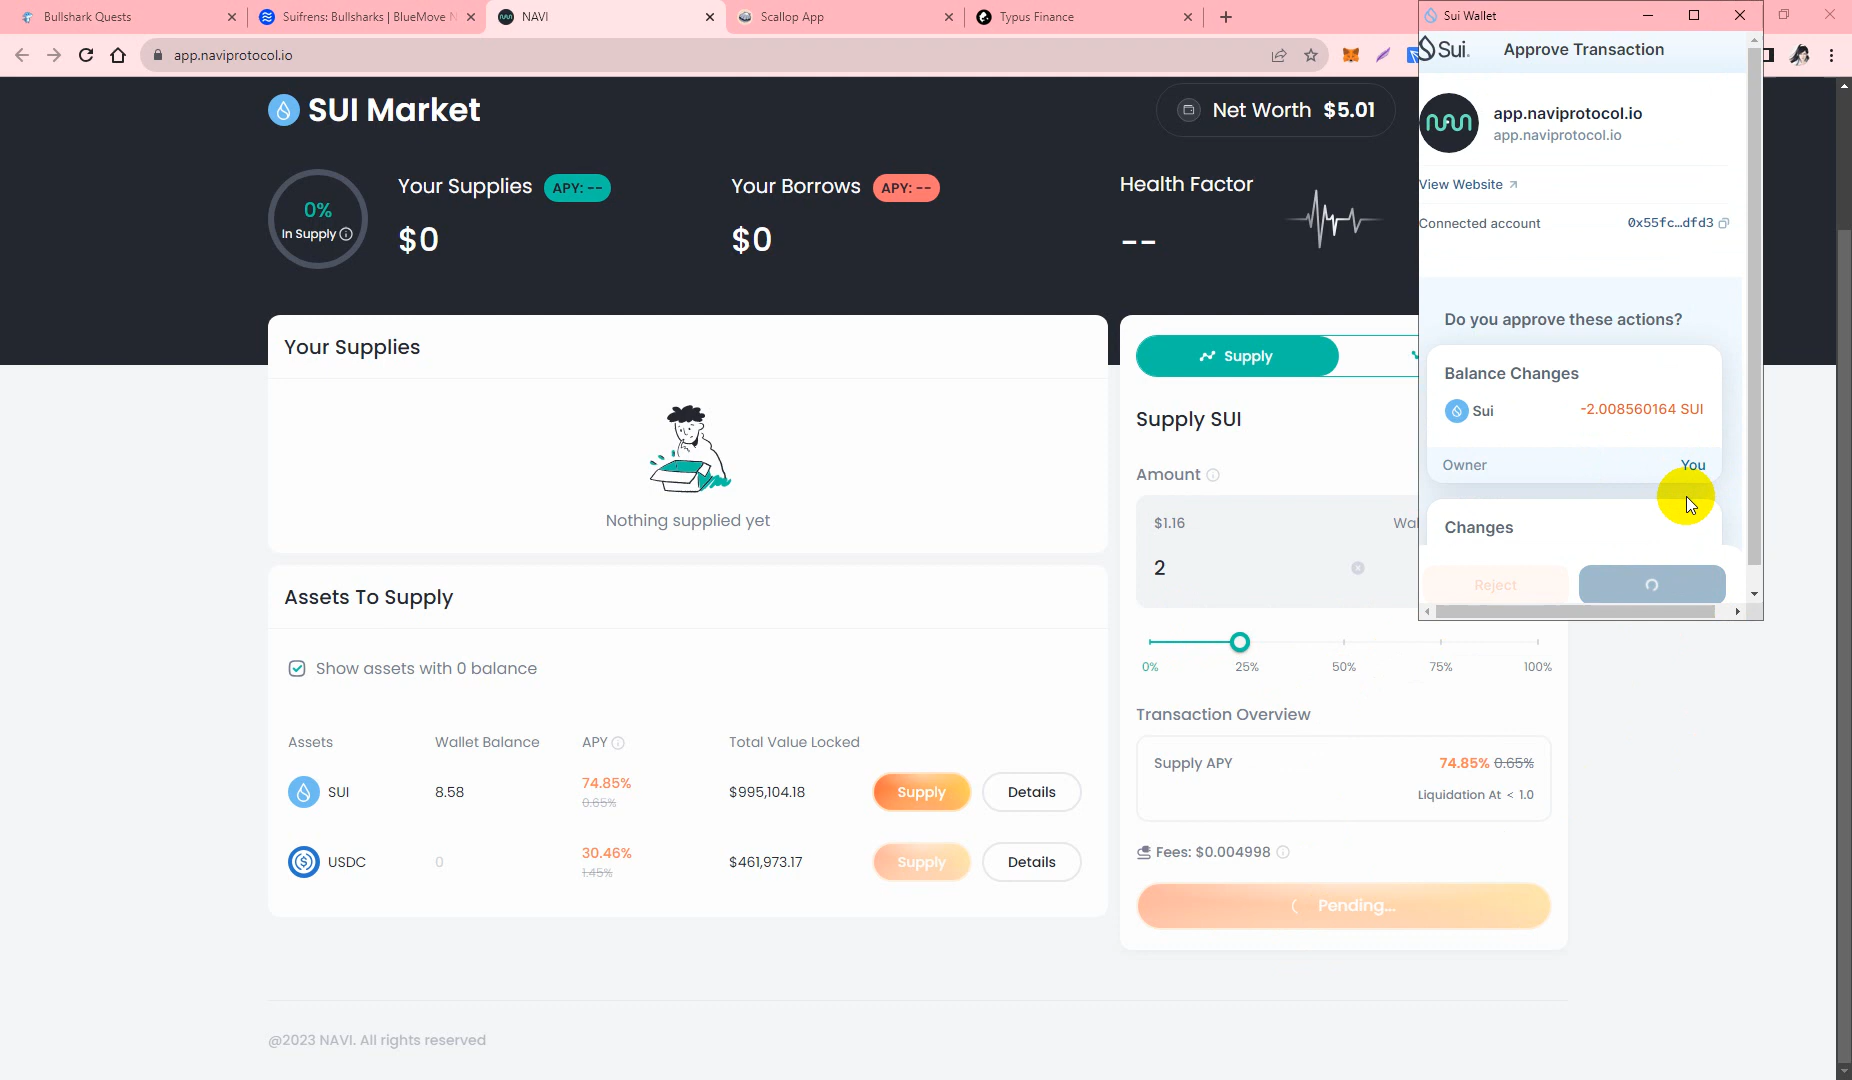 Bullshark Quests
Suifrens: Bullsharks | BlueMove N
NAVI
Scallop App
Typus Finance
app.naviprotocol.io
SUI Market
Net Worth $5.01
0%
In Supply
Your Supplies APY: --
$0
Your Borrows APY: --
$0
Health Factor
--
Your Supplies
Nothing supplied yet
Assets To Supply
Show assets with 0 balance
Assets Wallet Balance APY Total Value Locked
SUI 8.58 74.85% $995,104.18 Supply Details
0.65%
USDC 0 30.46% $461,973.17 Supply Details
1.45%
Supply
Supply SUI
Amount
$1.16
2
0% 25% 50% 75% 100%
Transaction Overview
Supply APY 74.85% 0.65%
Liquidation At < 1.0
Fees: $0.004998
Pending...
@2023 NAVI. All rights reserved
Sui Wallet
Sui Approve Transaction
NAVI
app.naviprotocol.io
app.naviprotocol.io
View Website
Connected account 0x55fc…dfd3
Do you approve these actions?
Balance Changes
Sui -2.008560164 SUI
Owner You
Changes
Reject